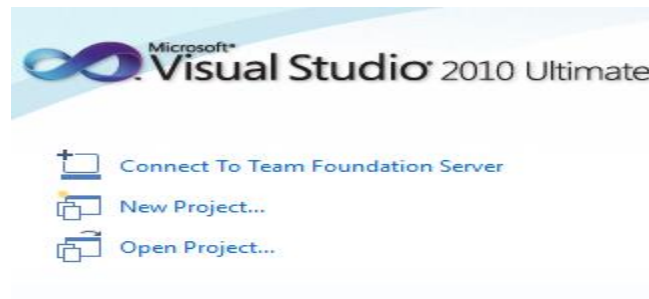 Microsoft®
Visual Studio® 2010 Ultimate
Connect To Team Foundation Server
New Project...
Open Project...